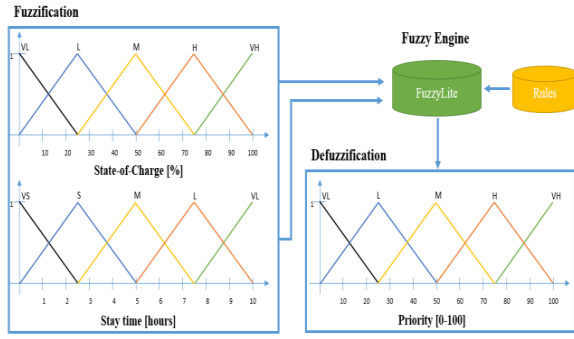 Fuzzification
VL L M H VH
1
10 20 30 40 50 60 70 80 90 100
State-of-Charge [%]
VS S M L VL
1
1 2 3 4 5 6 7 8 9 10
Stay time [hours]
Fuzzy Engine
FuzzyLite
Rules
Defuzzification
VL L M H VH
1
10 20 30 40 50 60 70 80 90 100
Priority [0-100]